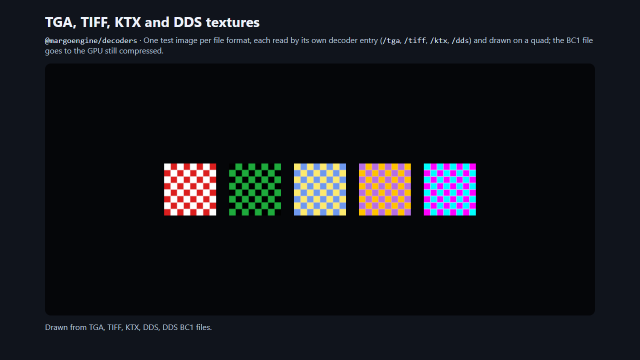 TGA, TIFF, KTX and DDS textures
@margoengine/decoders · One test image per file format, each read by its own decoder entry (/tga, /tiff, /ktx, /dds) and drawn on a quad; the BC1 file
goes to the GPU still compressed.
Drawn from TGA, TIFF, KTX, DDS, DDS BC1 files.